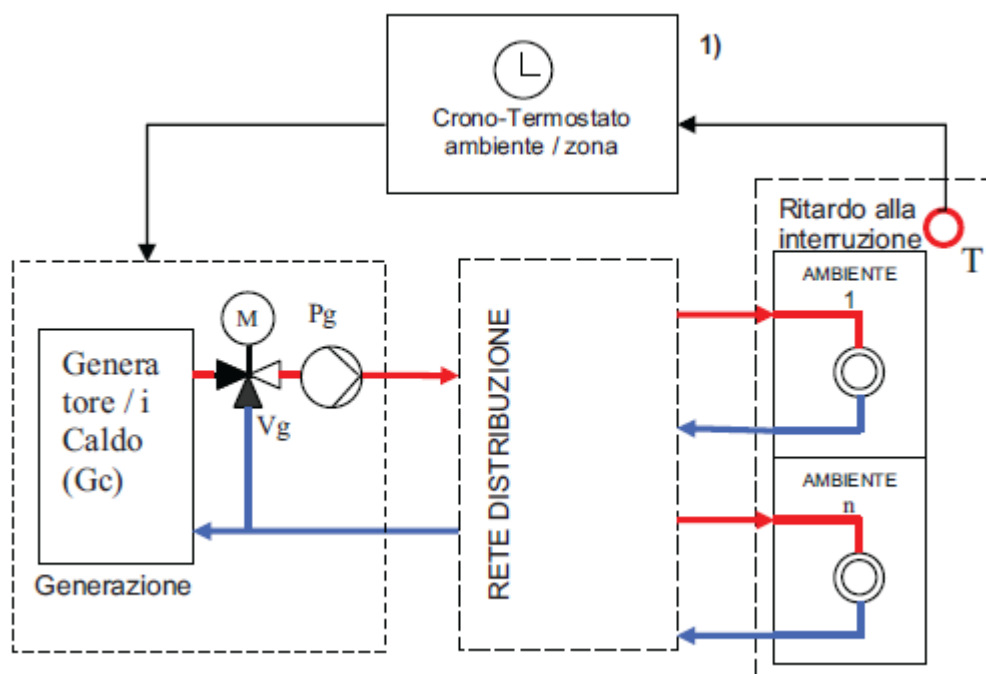 1)
Crono-Termostato
ambiente / zona
Ritardo alla
interruzione
T
AMBIENTE
1
M
Pg
Genera
tore / i
Caldo
(Gc)
Vg
RETE DISTRIBUZIONE
AMBIENTE
n
Generazione